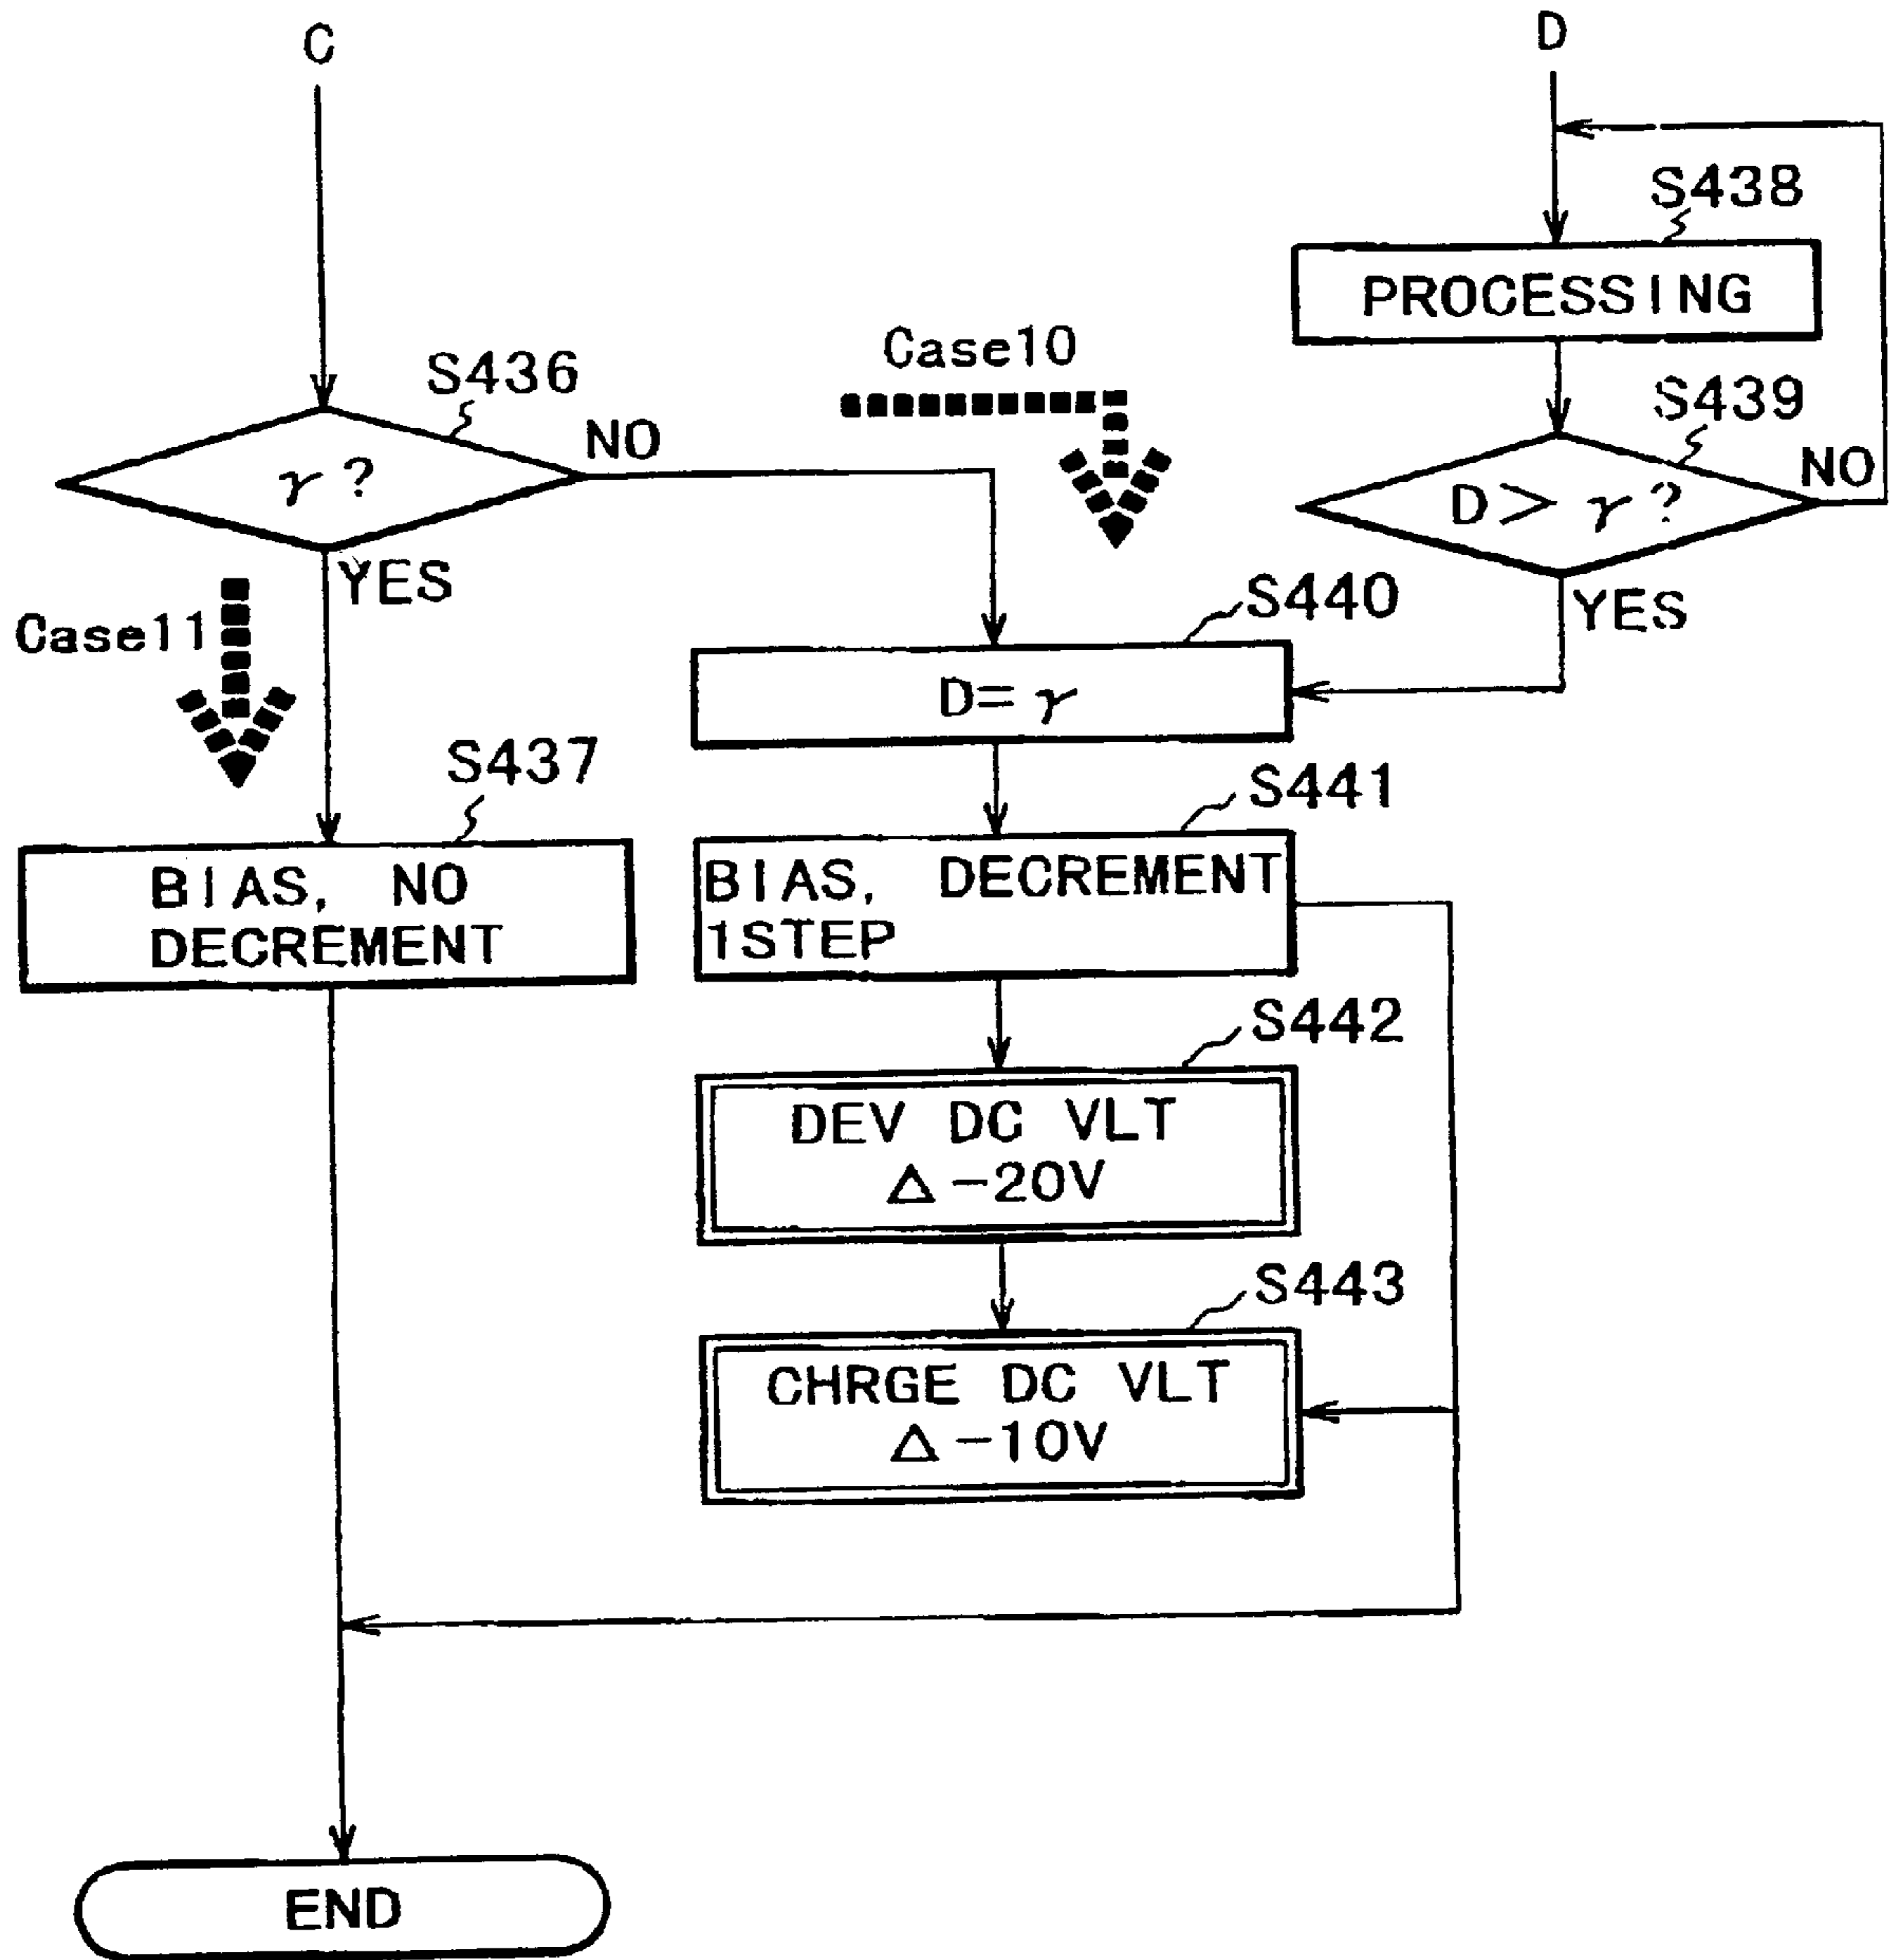 C
D
S438
PROCESSING
Case10
S436
S439
NO
γ?
NO
D>γ?
YES
YES
S440
Case11
D=γ
S437
S441
BIAS, NO
DECREMENT
BIAS, DECREMENT
1STEP
S442
DEV DC VLT
Δ-20V
S443
CHRGE DC VLT
Δ-10V
END